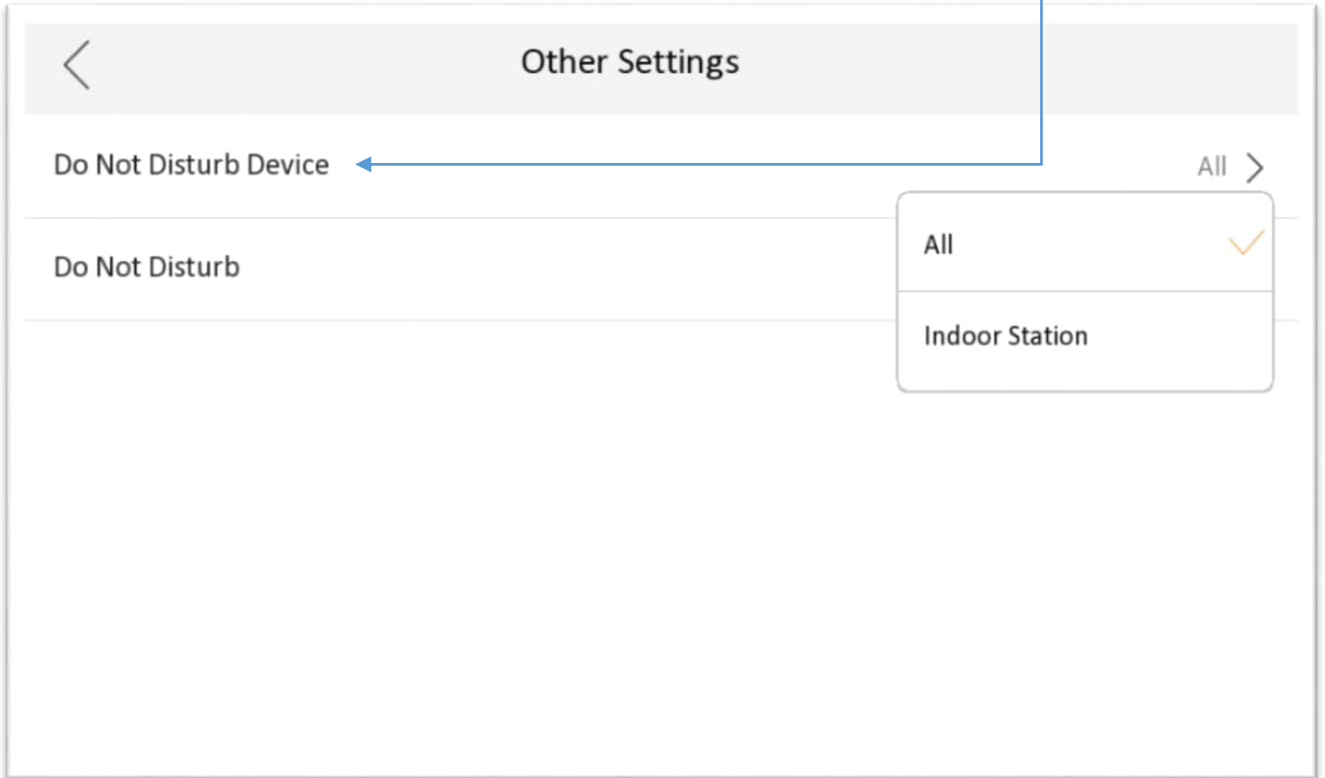 Other Settings
Do Not Disturb Device
All
All
Do Not Disturb
Indoor Station